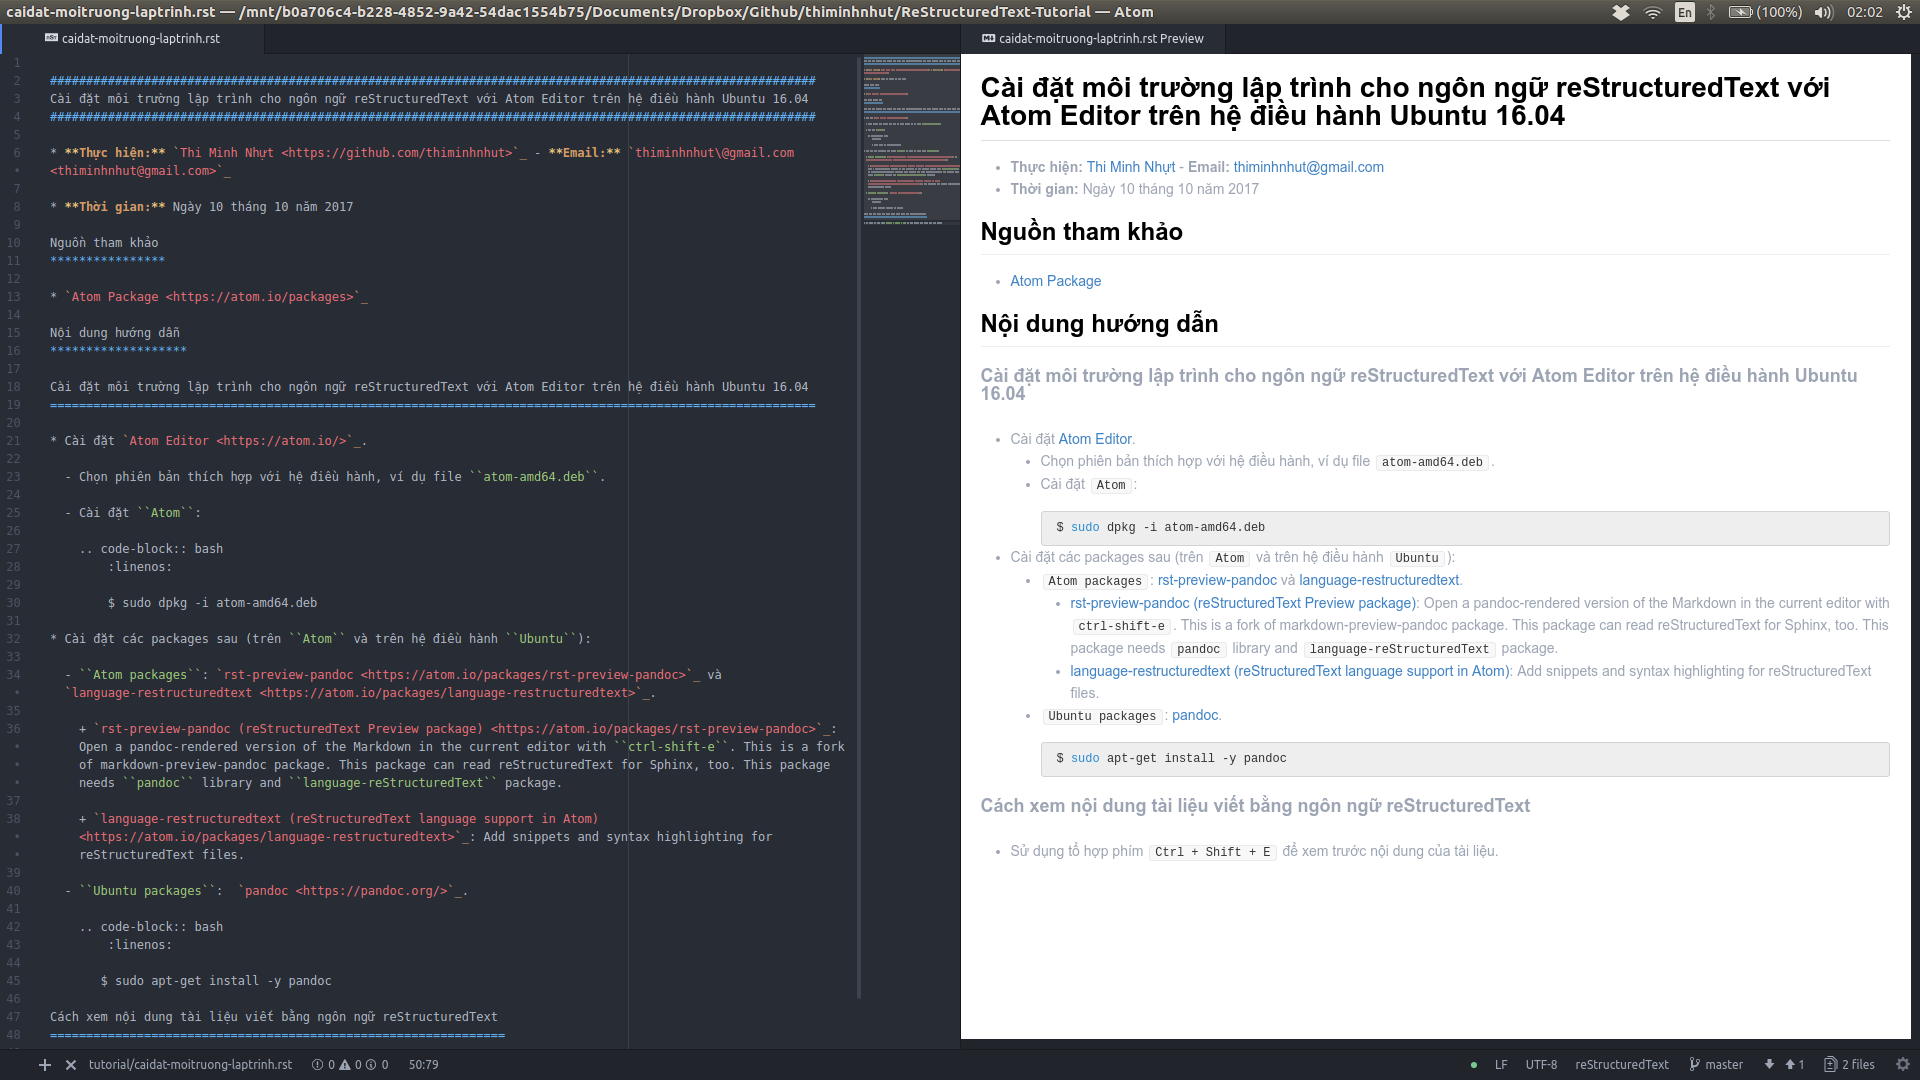 caidat-moitruong-laptrinh.rst — /mnt/b0a706c4-b228-4852-9a42-54dac1554b75/Documents/Dropbox/Github/thiminhnhut/ReStructuredText-Tutorial — Atom
En (100%) 02:02
caidat-moitruong-laptrinh.rst
1
2 ##########################################################################################################
3 Cài đặt môi trường lập trình cho ngôn ngữ reStructuredText với Atom Editor trên hệ điều hành Ubuntu 16.04
4 ##########################################################################################################
5
6 * **Thực hiện:** `Thi Minh Nhựt <https://github.com/thiminhnhut>`_ - **Email:** `thiminhnhut\@gmail.com
• <thiminhnhut@gmail.com>`_
7
8 * **Thời gian:** Ngày 10 tháng 10 năm 2017
9
10 Nguồn tham khảo
11 ****************
12
13 * `Atom Package <https://atom.io/packages>`_
14
15 Nội dung hướng dẫn
16 *******************
17
18 Cài đặt môi trường lập trình cho ngôn ngữ reStructuredText với Atom Editor trên hệ điều hành Ubuntu 16.04
19 ==========================================================================================================
20
21 * Cài đặt `Atom Editor <https://atom.io/>`_.
22
23 - Chọn phiên bản thích hợp với hệ điều hành, ví dụ file ``atom-amd64.deb``.
24
25 - Cài đặt ``Atom``:
26
27 .. code-block:: bash
28 :linenos:
29
30 $ sudo dpkg -i atom-amd64.deb
31
32 * Cài đặt các packages sau (trên ``Atom`` và trên hệ điều hành ``Ubuntu``):
33
34 - ``Atom packages``: `rst-preview-pandoc <https://atom.io/packages/rst-preview-pandoc>`_ và
• `language-restructuredtext <https://atom.io/packages/language-restructuredtext>`_.
35
36 + `rst-preview-pandoc (reStructuredText Preview package) <https://atom.io/packages/rst-preview-pandoc>`_:
• Open a pandoc-rendered version of the Markdown in the current editor with ``ctrl-shift-e``. This is a fork
• of markdown-preview-pandoc package. This package can read reStructuredText for Sphinx, too. This package
• needs ``pandoc`` library and ``language-reStructuredText`` package.
37
38 + `language-restructuredtext (reStructuredText language support in Atom)
• <https://atom.io/packages/language-restructuredtext>`_: Add snippets and syntax highlighting for
• reStructuredText files.
39
40 - ``Ubuntu packages``:  `pandoc <https://pandoc.org/>`_.
41
42 .. code-block:: bash
43 :linenos:
44
45 $ sudo apt-get install -y pandoc
46
47 Cách xem nội dung tài liệu viết bằng ngôn ngữ reStructuredText
48 ===============================================================
caidat-moitruong-laptrinh.rst Preview
Cài đặt môi trường lập trình cho ngôn ngữ reStructuredText với
Atom Editor trên hệ điều hành Ubuntu 16.04
• Thực hiện: Thi Minh Nhựt - Email: thiminhnhut@gmail.com
• Thời gian: Ngày 10 tháng 10 năm 2017
Nguồn tham khảo
• Atom Package
Nội dung hướng dẫn
Cài đặt môi trường lập trình cho ngôn ngữ reStructuredText với Atom Editor trên hệ điều hành Ubuntu
16.04
• Cài đặt Atom Editor.
• Chọn phiên bản thích hợp với hệ điều hành, ví dụ file atom-amd64.deb.
• Cài đặt Atom:
$ sudo dpkg -i atom-amd64.deb
• Cài đặt các packages sau (trên Atom và trên hệ điều hành Ubuntu):
• Atom packages: rst-preview-pandoc và language-restructuredtext.
• rst-preview-pandoc (reStructuredText Preview package): Open a pandoc-rendered version of the Markdown in the current editor with
ctrl-shift-e. This is a fork of markdown-preview-pandoc package. This package can read reStructuredText for Sphinx, too. This
package needs pandoc library and language-reStructuredText package.
• language-restructuredtext (reStructuredText language support in Atom): Add snippets and syntax highlighting for reStructuredText
files.
• Ubuntu packages: pandoc.
$ sudo apt-get install -y pandoc
Cách xem nội dung tài liệu viết bằng ngôn ngữ reStructuredText
• Sử dụng tổ hợp phím Ctrl + Shift + E để xem trước nội dung của tài liệu.
tutorial/caidat-moitruong-laptrinh.rst 0 0 0 50:79
LF UTF-8 reStructuredText master 1 2 files